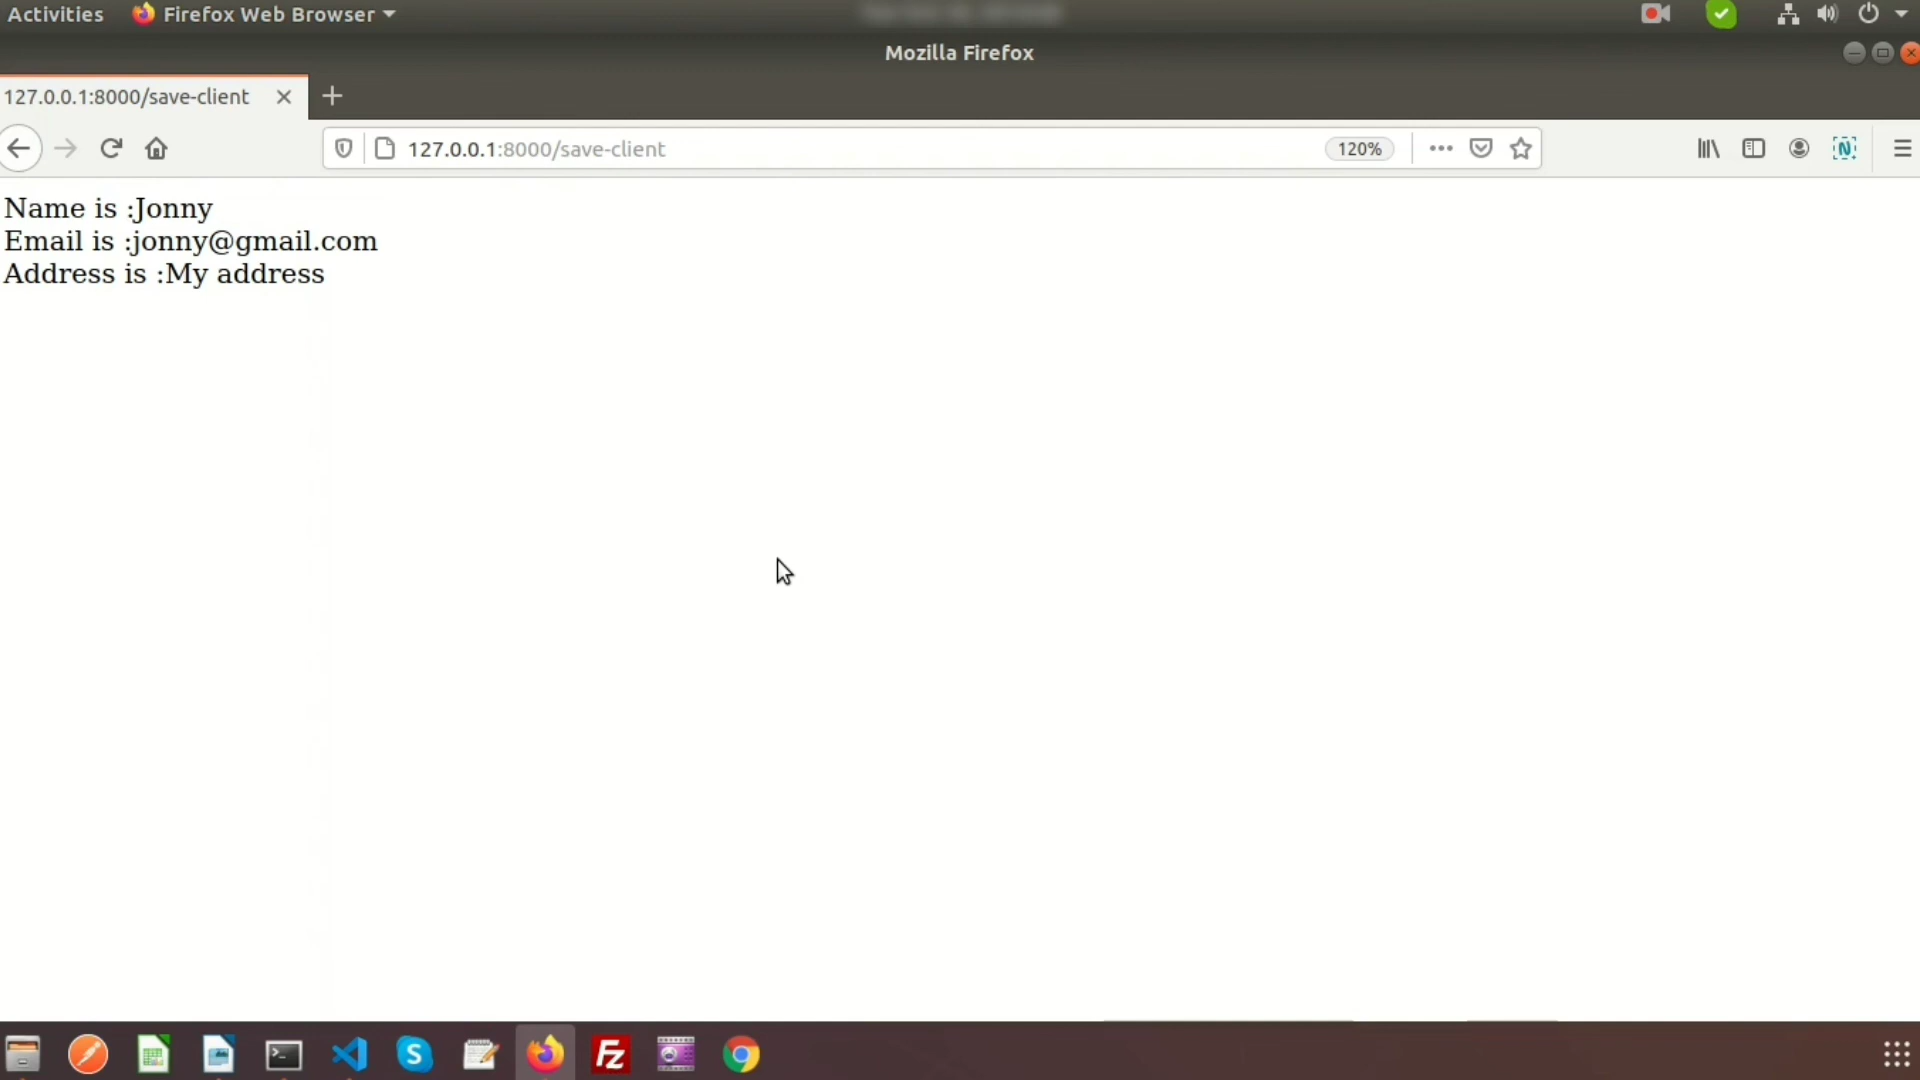 Activities Firefox Web Browser
Mozilla Firefox
127.0.0.1:8000/save-client
127.0.0.1:8000/save-client 120%
Name is :Jonny
Email is :jonny@gmail.com
Address is :My address